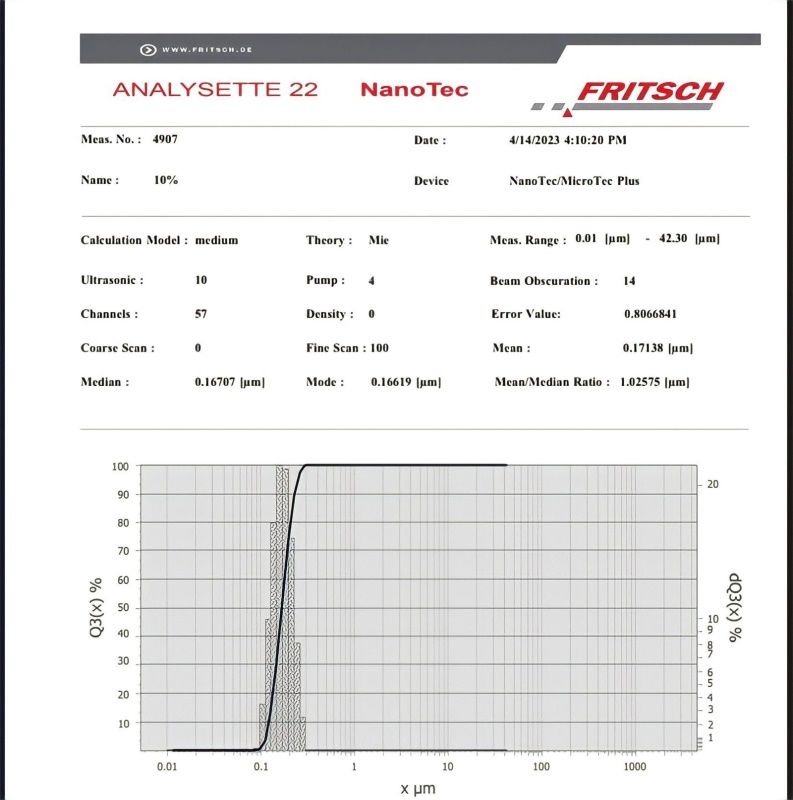 WWW.FRITSCH.DE
ANALYSETTE 22 NanoTec FRITSCH
Meas. No. : 4907 Date : 4/14/2023 4:10:20 PM
Name : 10% Device NanoTec/MicroTec Plus
Calculation Model : medium Theory : Mie Meas. Range : 0.01 [µm] - 42.30 [µm]
Ultrasonic : 10 Pump : 4 Beam Obscuration : 14
Channels : 57 Density : 0 Error Value: 0.8066841
Coarse Scan : 0 Fine Scan : 100 Mean : 0.17138 [µm]
Median : 0.16707 [µm] Mode : 0.16619 [µm] Mean/Median Ratio : 1.02575 [µm]
100
90
80
70
60
50
40
30
20
10
Q3(x) %
20
10
9
8
7
6
5
4
3
2
1
dQ3(x) %
0.01 0.1 1 10 100 1000
x µm